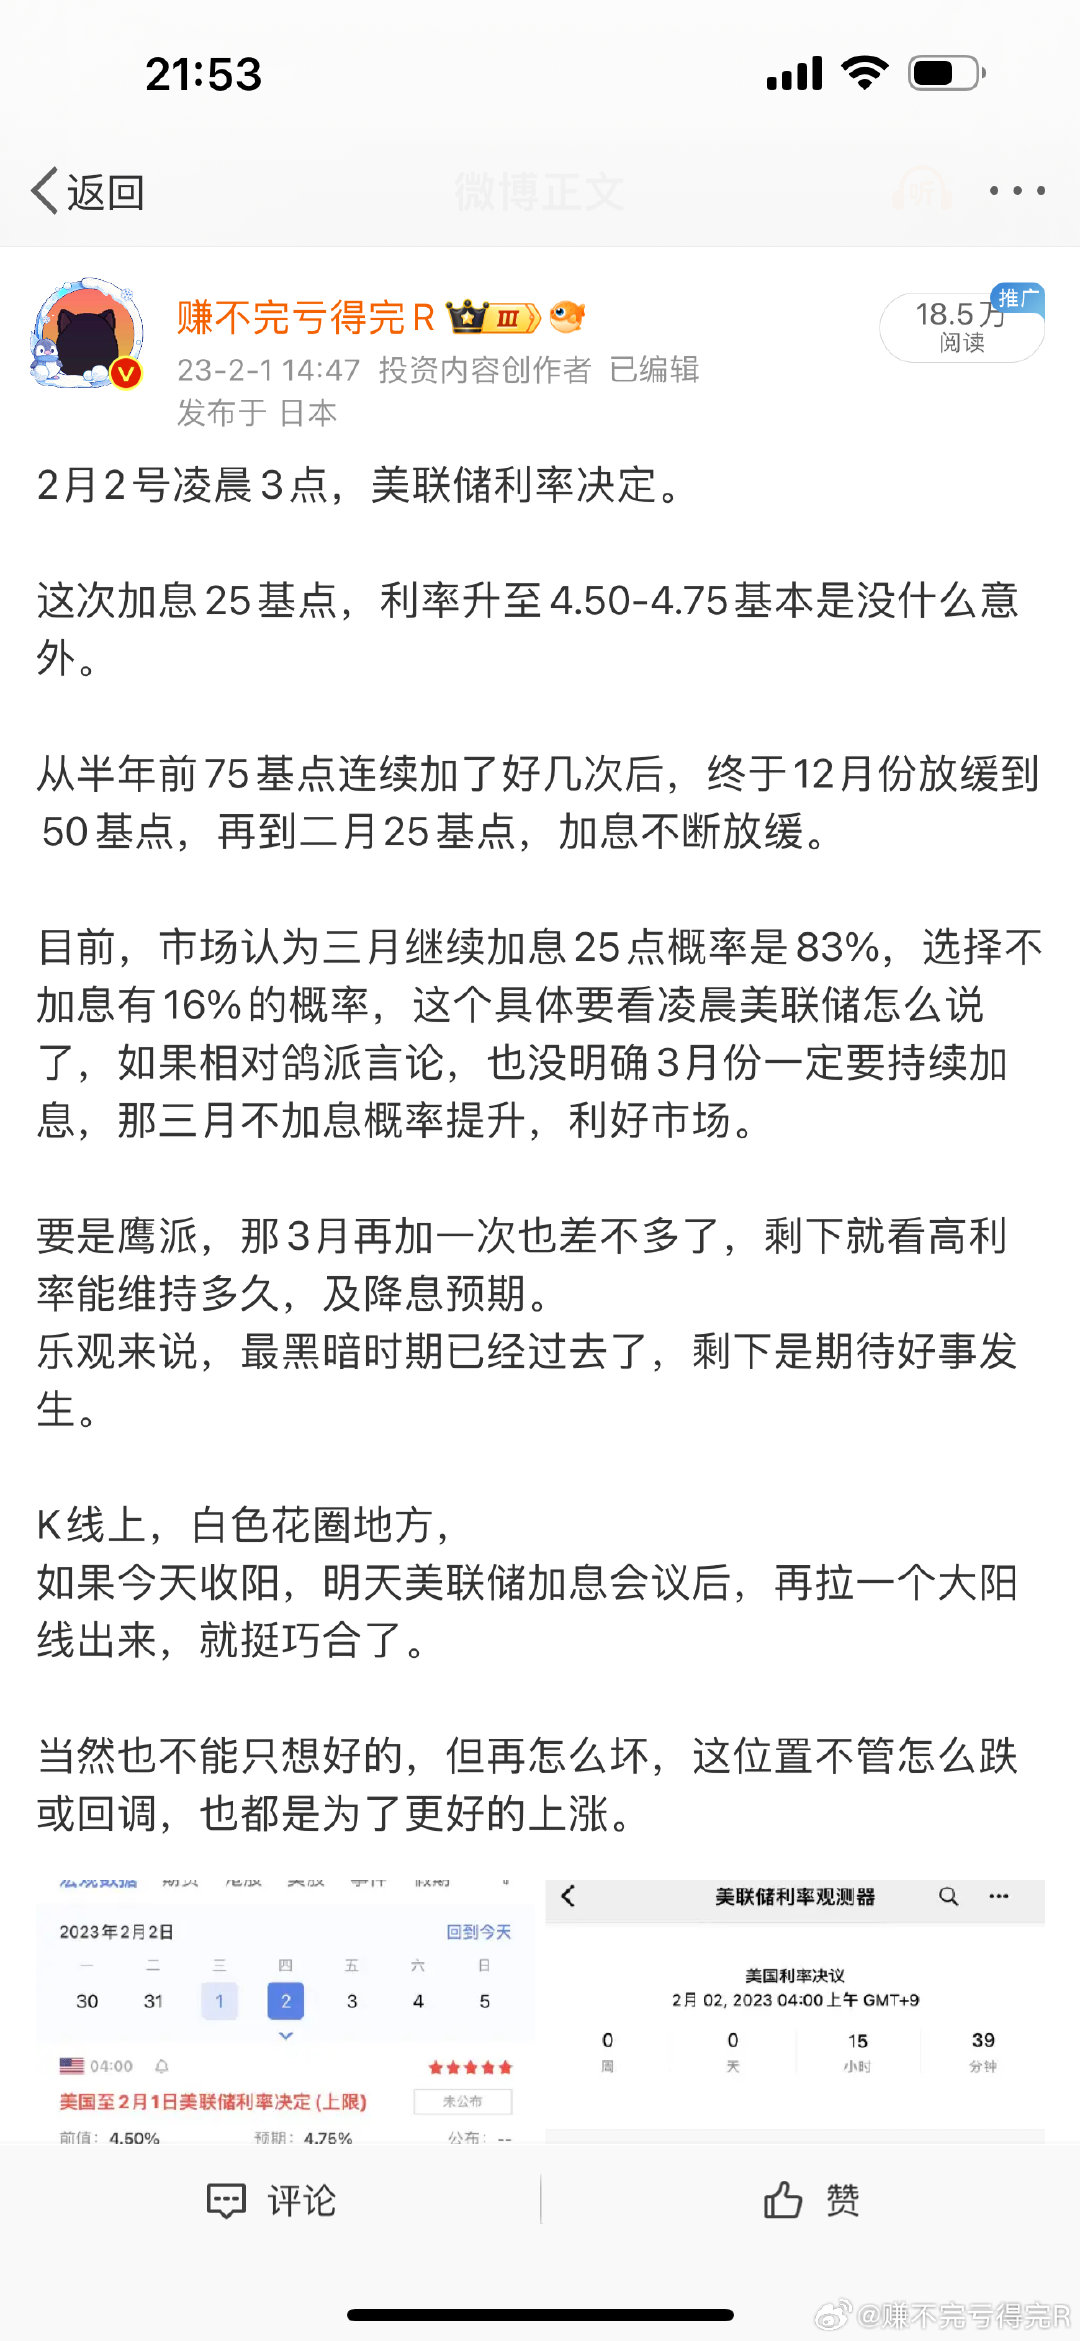 21:53
返回
微博正文
听
赚不完亏得完R
III
18.5万
推广
阅读
23-2-1 14:47 投资内容创作者 已编辑
发布于 日本
2月2号凌晨3点，美联储利率决定。
这次加息25基点，利率升至4.50-4.75基本是没什么意
外。
从半年前75基点连续加了好几次后，终于12月份放缓到
50基点，再到二月25基点，加息不断放缓。
目前，市场认为三月继续加息25点概率是83%，选择不
加息有16%的概率，这个具体要看凌晨美联储怎么说
了，如果相对鸽派言论，也没明确3月份一定要持续加
息，那三月不加息概率提升，利好市场。
要是鹰派，那3月再加一次也差不多了，剩下就看高利
率能维持多久，及降息预期。
乐观来说，最黑暗时期已经过去了，剩下是期待好事发
生。
K线上，白色花圈地方，
如果今天收阳，明天美联储加息会议后，再拉一个大阳
线出来，就挺巧合了。
当然也不能只想好的，但再怎么坏，这位置不管怎么跌
或回调，也都是为了更好的上涨。
宏观数据 期货 港股 美股 事件 假期
2023年2月2日 回到今天
一 二 三 四 五 六 日
30 31 1 2 3 4 5
04:00
美国至2月1日美联储利率决定(上限) 未公布
前值：4.50% 预期：4.75% 公布：--
美联储利率观测器
美国利率决议
2月 02, 2023 04:00 上午 GMT+9
0 0 15 39
周 天 小时 分钟
评论 赞
@赚不完亏得完R